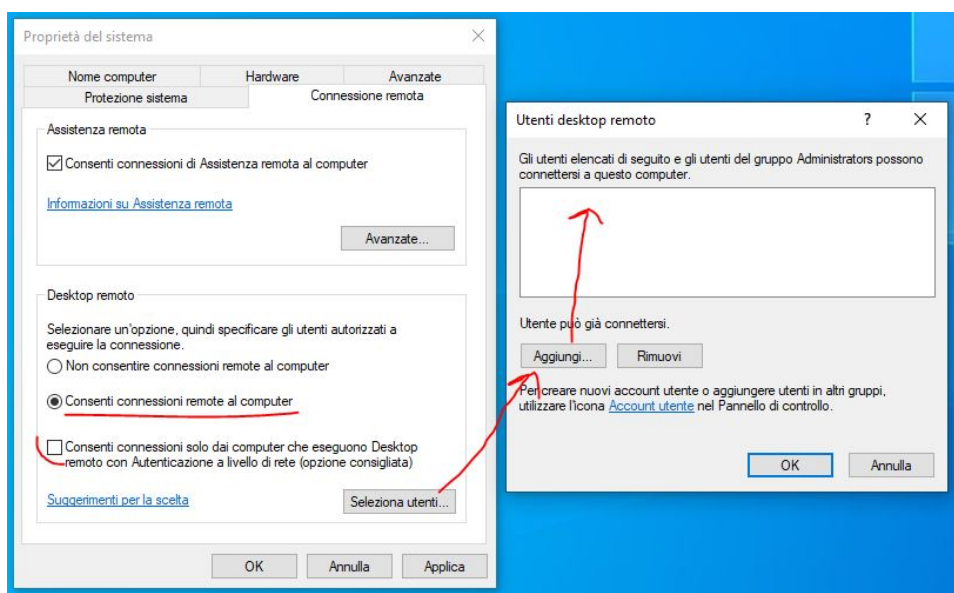 Proprietà del sistema
Nome computer
Hardware
Avanzate
Protezione sistema
Connessione remota
Assistenza remota
Consenti connessioni di Assistenza remota al computer
Informazioni su Assistenza remota
Avanzate...
Desktop remoto
Selezionare un'opzione, quindi specificare gli utenti autorizzati a
eseguire la connessione.
Non consentire connessioni remote al computer
Consenti connessioni remote al computer
Consenti connessioni solo dai computer che eseguono Desktop
remoto con Autenticazione a livello di rete (opzione consigliata)
Suggerimenti per la scelta
Seleziona utenti...
OK
Annulla
Applica
Utenti desktop remoto
?
Gli utenti elencati di seguito e gli utenti del gruppo Administrators possono
connettersi a questo computer.
Utente può già connettersi.
Aggiungi...
Rimuovi
Per creare nuovi account utente o aggiungere utenti in altri gruppi,
utilizzare l'icona Account utente nel Pannello di controllo.
OK
Annulla